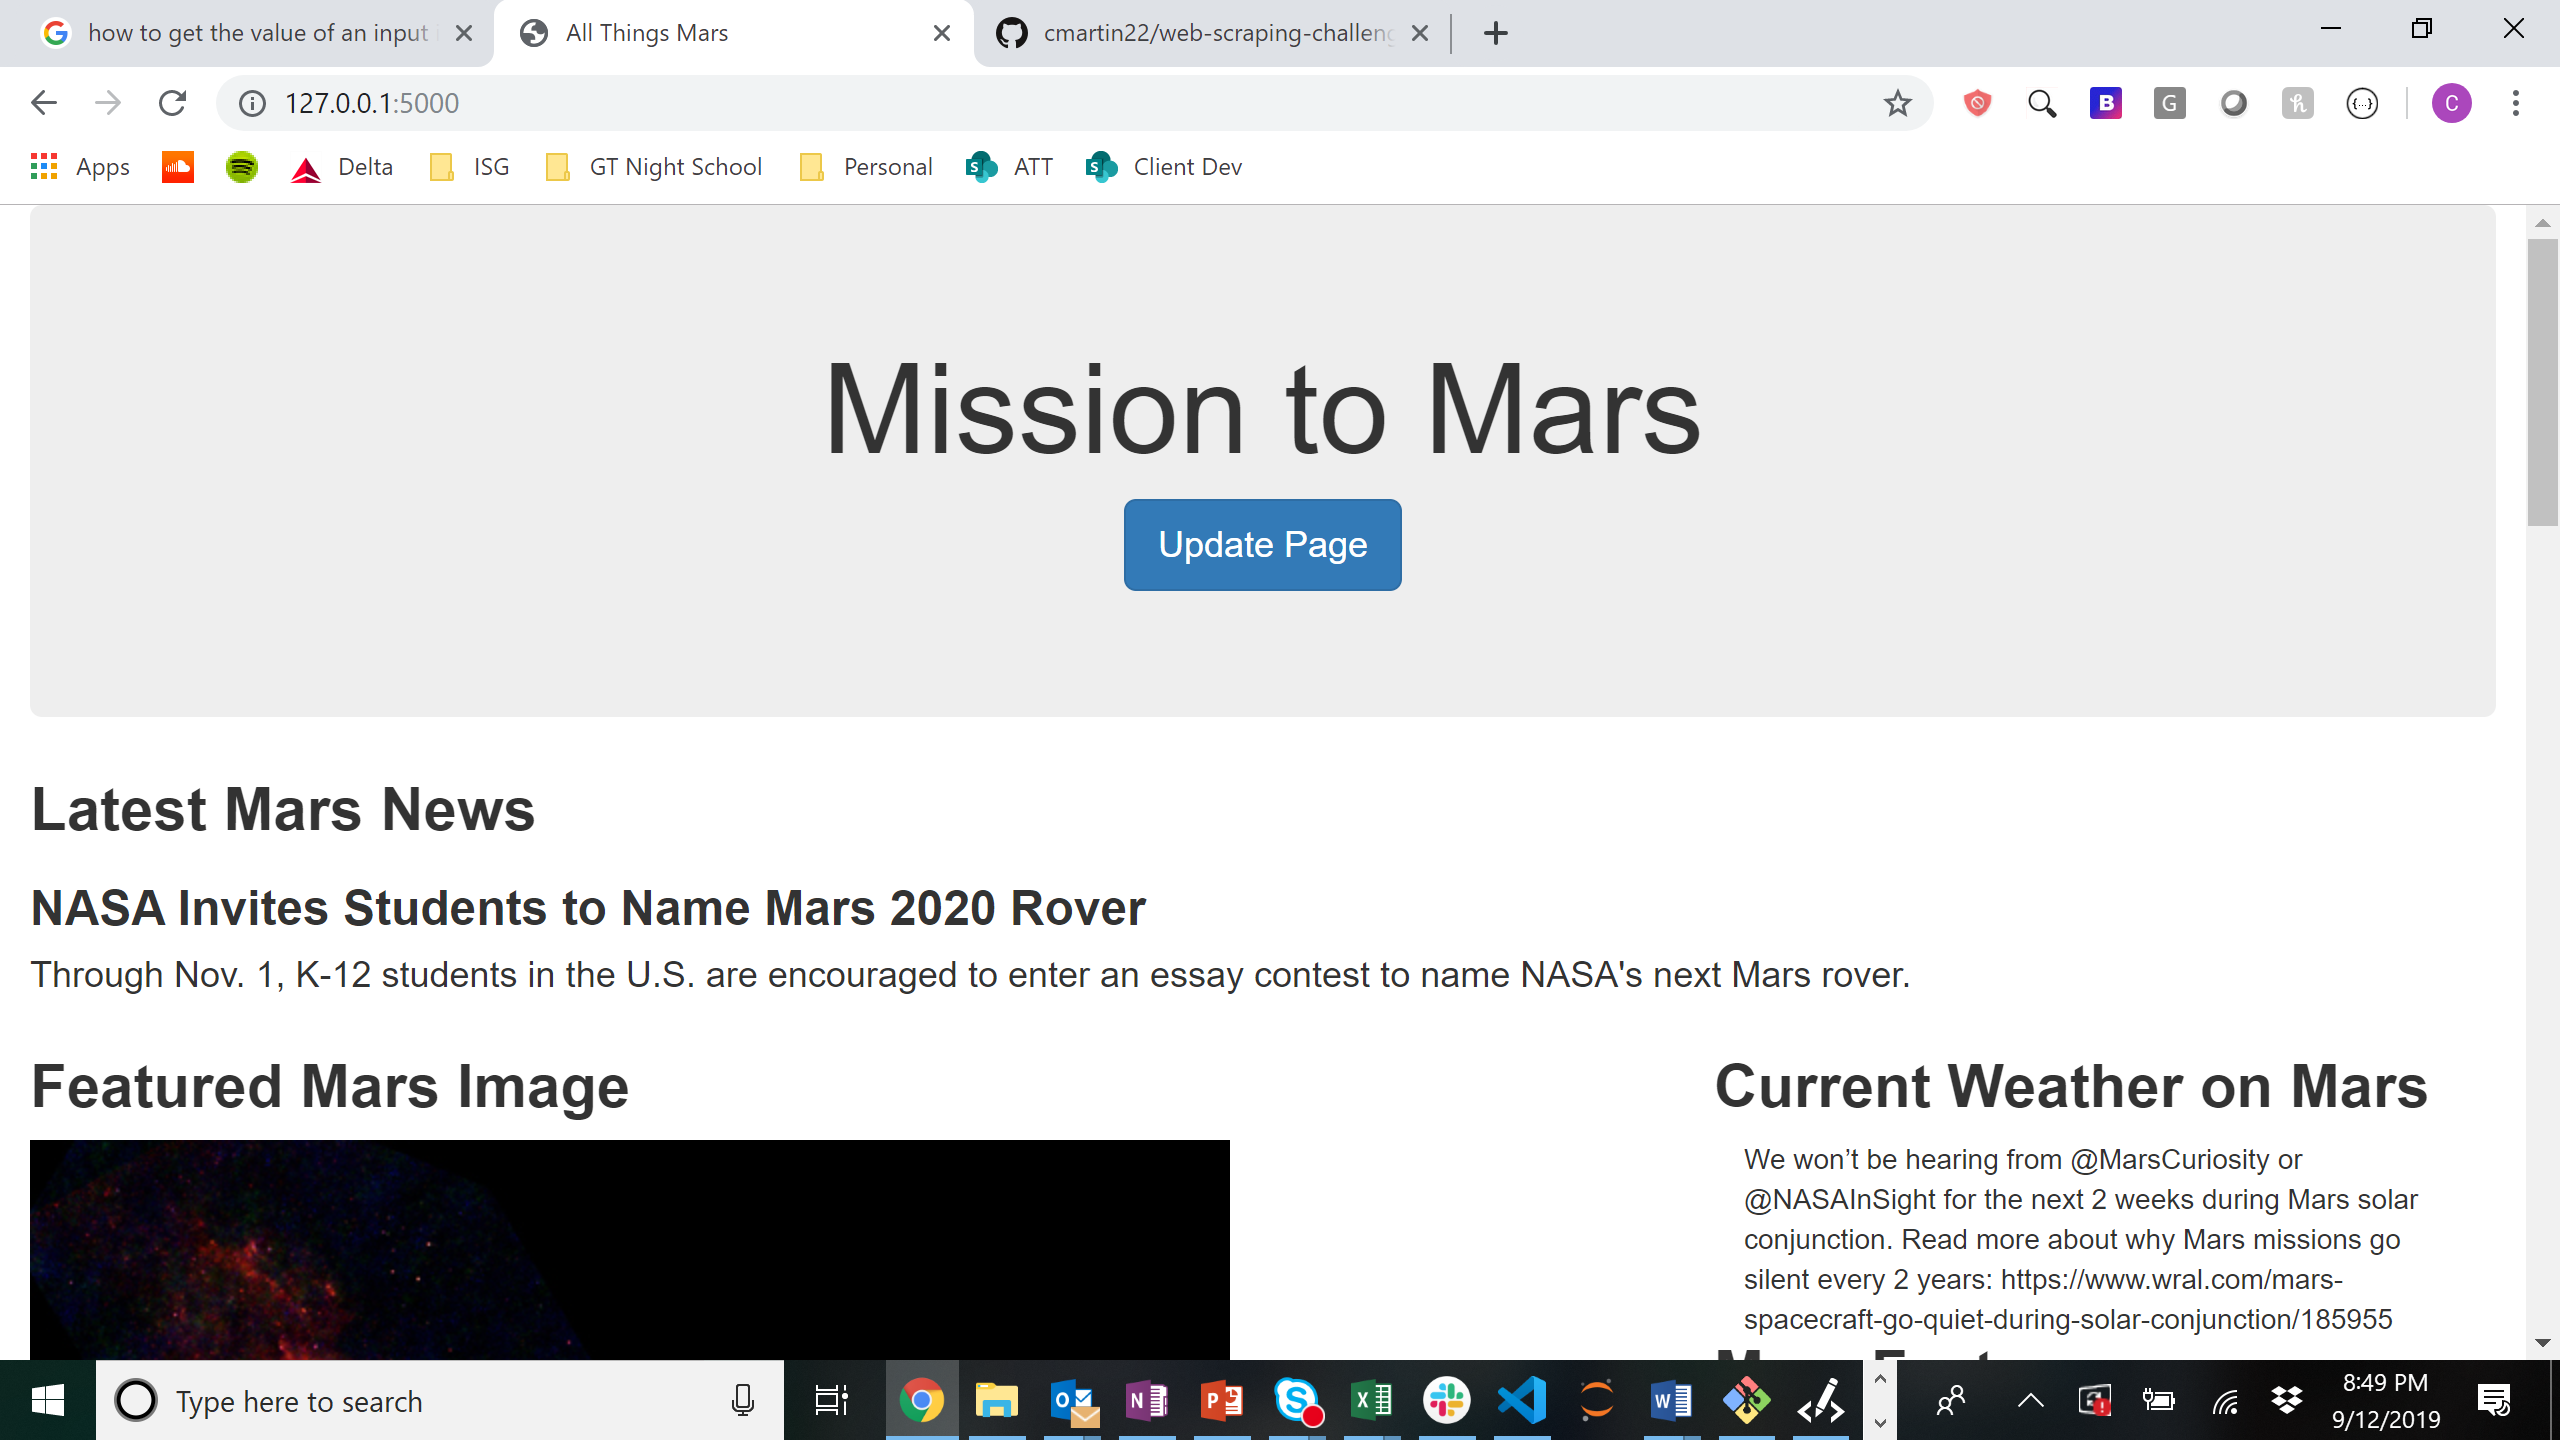 how to get the value of an input
All Things Mars
cmartin22/web-scraping-challeng
127.0.0.1:5000
Apps
Delta
ISG
GT Night School
Personal
ATT
Client Dev
Mission to Mars
Update Page
Latest Mars News
NASA Invites Students to Name Mars 2020 Rover
Through Nov. 1, K-12 students in the U.S. are encouraged to enter an essay contest to name NASA's next Mars rover.
Featured Mars Image
Current Weather on Mars
We won’t be hearing from @MarsCuriosity or
@NASAInSight for the next 2 weeks during Mars solar
conjunction. Read more about why Mars missions go
silent every 2 years: https://www.wral.com/mars-
spacecraft-go-quiet-during-solar-conjunction/185955
Type here to search
8:49 PM
9/12/2019